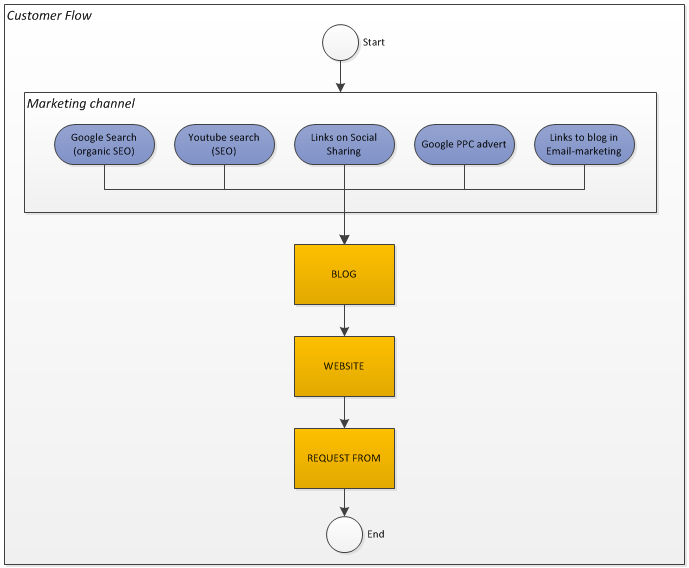 Customer Flow
Start
Marketing channel
Google Search
(organic SEO)
Youtube search
(SEO)
Links on Social
Sharing
Google PPC advert
Links to blog in
Email-marketing
BLOG
WEBSITE
REQUEST FROM
End